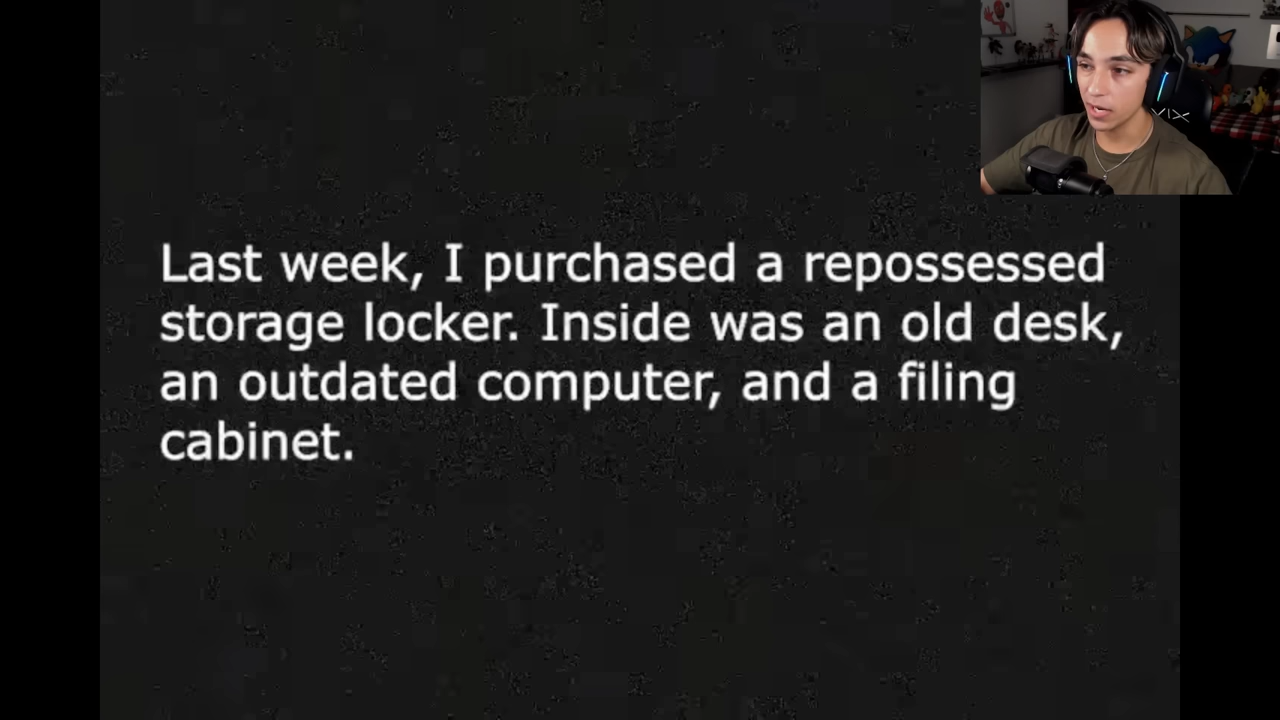 Last week, I purchased a repossessed
storage locker. Inside was an old desk,
an outdated computer, and a filing
cabinet.